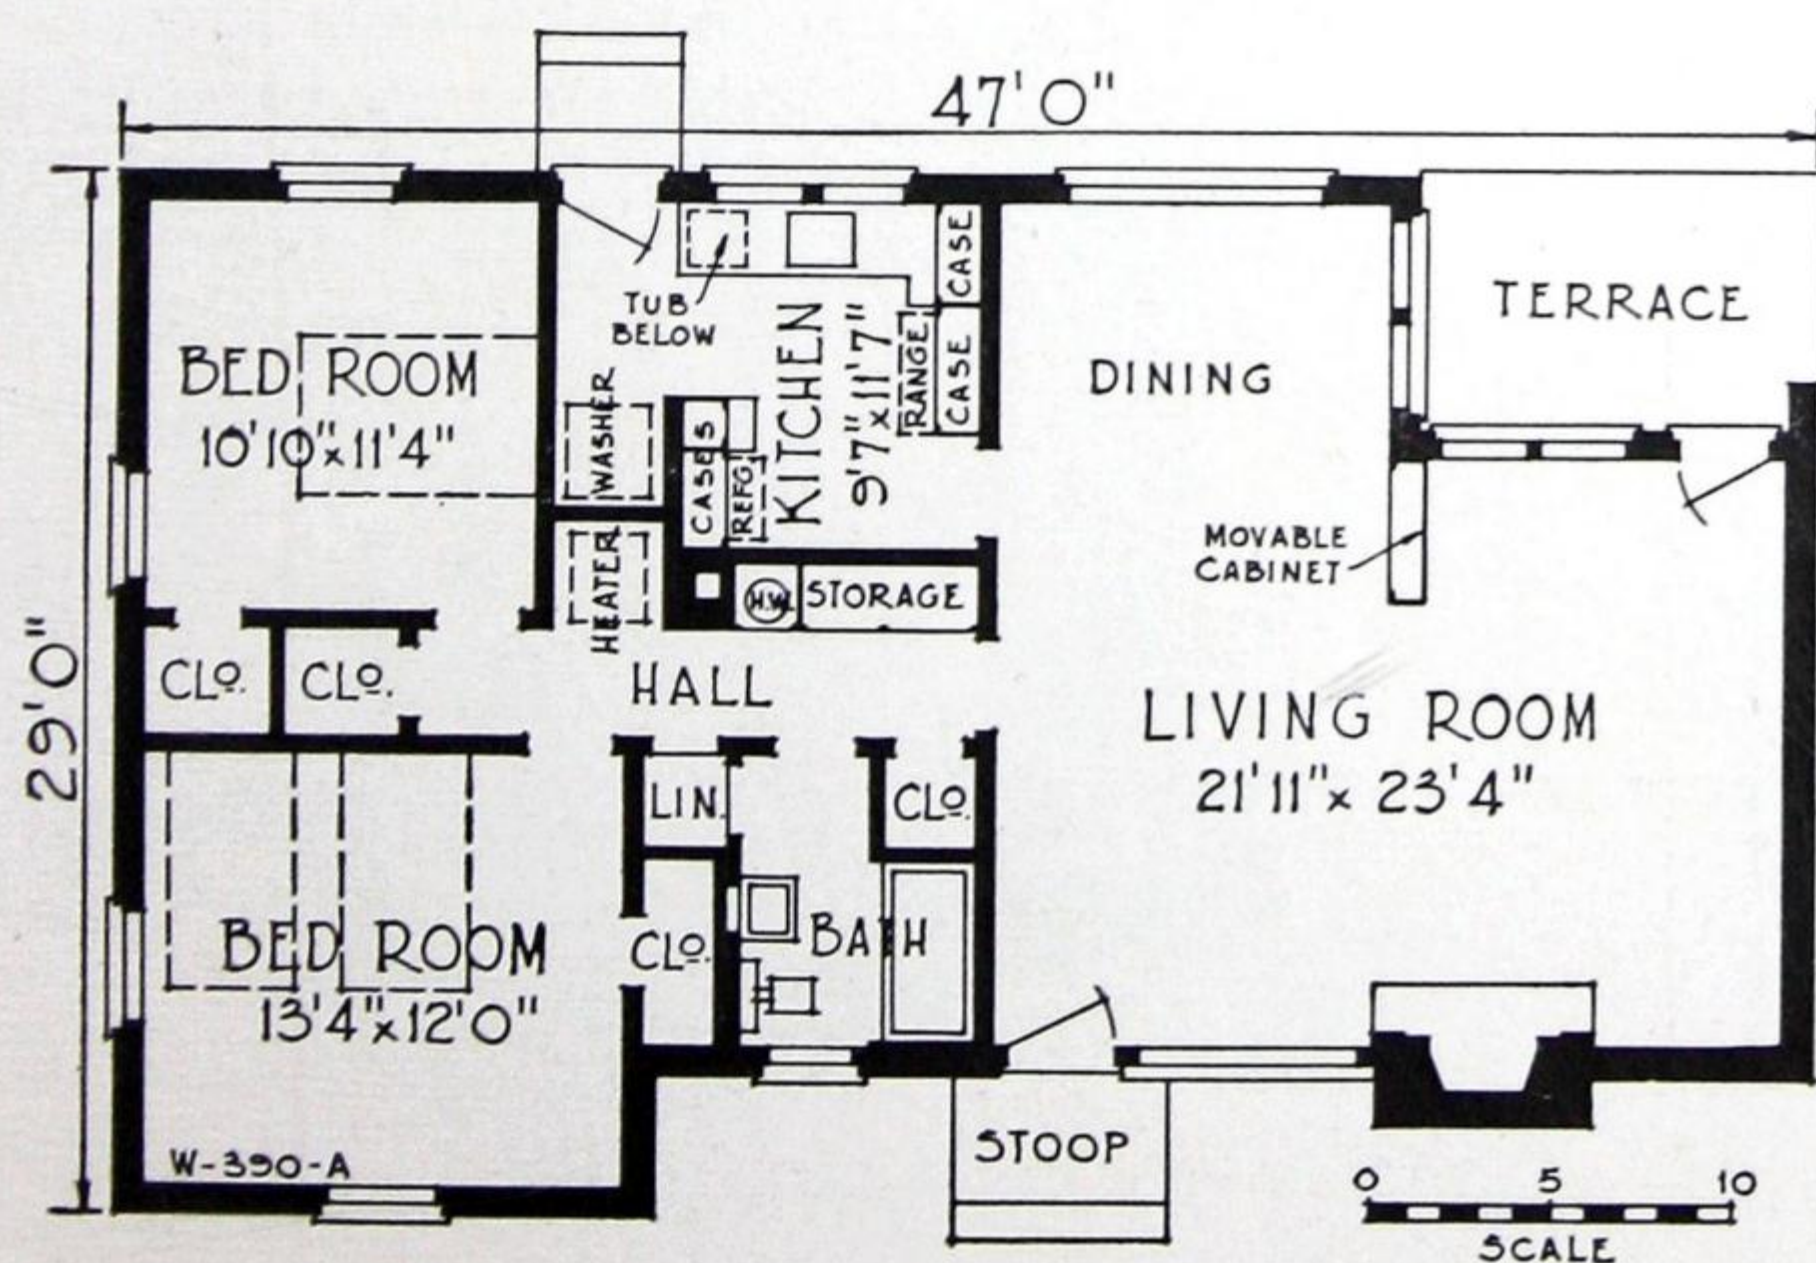 47'0"
29'0"
BED ROOM
10'10"x11'4"
TUB
BELOW
WASHER
HEATER
CASES
REFG
KITCHEN
9'7"x11'7"
RANGE
CASE
CASE
DINING
TERRACE
MOVABLE
CABINET
H.W.
STORAGE
CLO.
CLO.
HALL
LIVING ROOM
21'11"x 23'4"
LIN.
CLO.
BED ROOM
13'4"x12'0"
CLO.
BATH
STOOP
W-390-A
0 5 10
SCALE